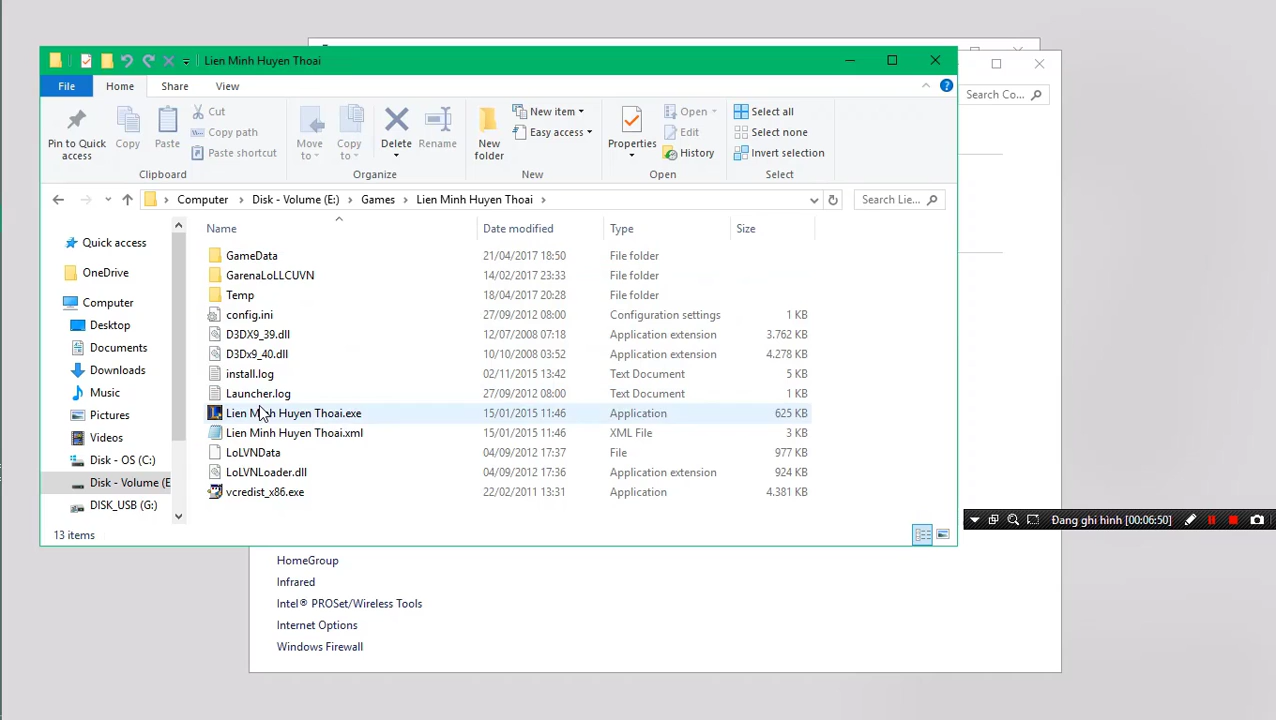 Lien Minh Huyen Thoai
File Home Share View
Pin to Quick access
Copy
Paste
Cut
Copy path
Paste shortcut
Clipboard
Move to
Copy to
Delete
Rename
Organize
New folder
New item
Easy access
New
Properties
Open
Edit
History
Open
Select all
Select none
Invert selection
Select
Search Co...
Computer Disk - Volume (E:) Games Lien Minh Huyen Thoai
Search Lie...
Quick access
OneDrive
Computer
Desktop
Documents
Downloads
Music
Pictures
Videos
Disk - OS (C:)
Disk - Volume (E
DISK_USB (G:)
Name Date modified Type Size
GameData 21/04/2017 18:50 File folder
GarenaLoLLCUVN 14/02/2017 23:33 File folder
Temp 18/04/2017 20:28 File folder
config.ini 27/09/2012 08:00 Configuration settings 1 KB
D3DX9_39.dll 12/07/2008 07:18 Application extension 3.762 KB
D3Dx9_40.dll 10/10/2008 03:52 Application extension 4.278 KB
install.log 02/11/2015 13:42 Text Document 5 KB
Launcher.log 27/09/2012 08:00 Text Document 1 KB
Lien Minh Huyen Thoai.exe 15/01/2015 11:46 Application 625 KB
Lien Minh Huyen Thoai.xml 15/01/2015 11:46 XML File 3 KB
LoLVNData 04/09/2012 17:37 File 977 KB
LoLVNLoader.dll 04/09/2012 17:36 Application extension 924 KB
vcredist_x86.exe 22/02/2011 13:31 Application 4.381 KB
13 items
Đang ghi hình [00:06:50]
HomeGroup
Infrared
Intel® PROSet/Wireless Tools
Internet Options
Windows Firewall